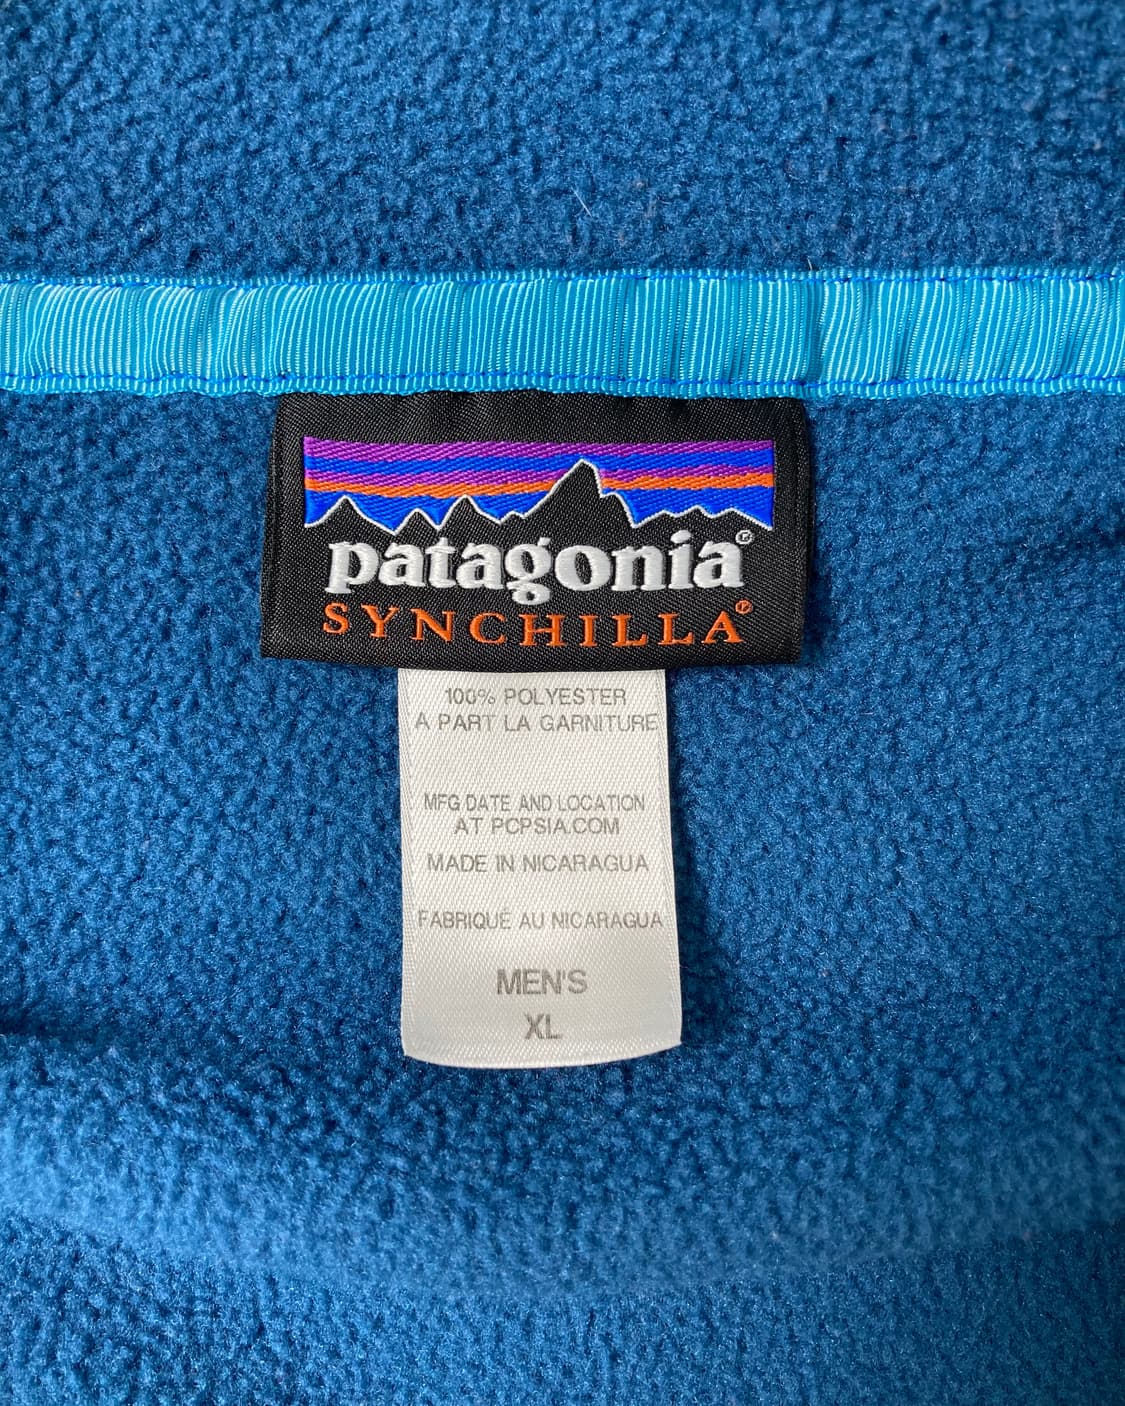 patagonia®
SYNCHILLA®
100% POLYESTER
A PART LA GARNITURE
MFG DATE AND LOCATION
AT PCPSIA.COM
MADE IN NICARAGUA
FABRIQUÉ AU NICARAGUA
MEN'S
XL